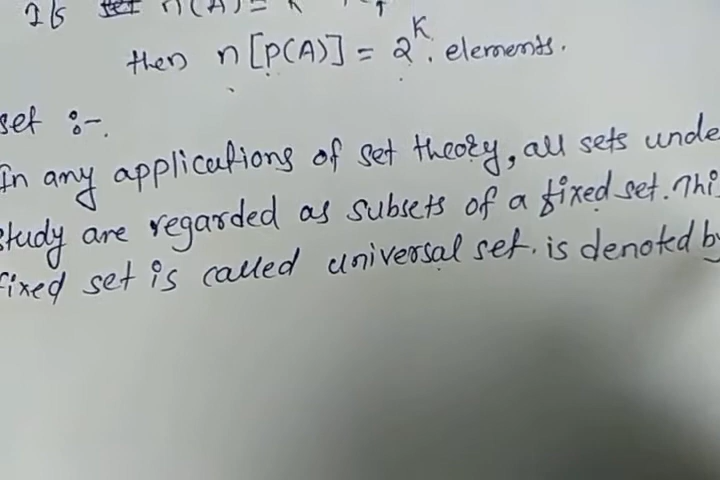 If n(A) = K
then n[P(A)] = 2^K. elements.
set :-.
In any applications of set theory, all sets unde
study are regarded as subsets of a fixed set. Thi
fixed set is called universal set. is denoted by